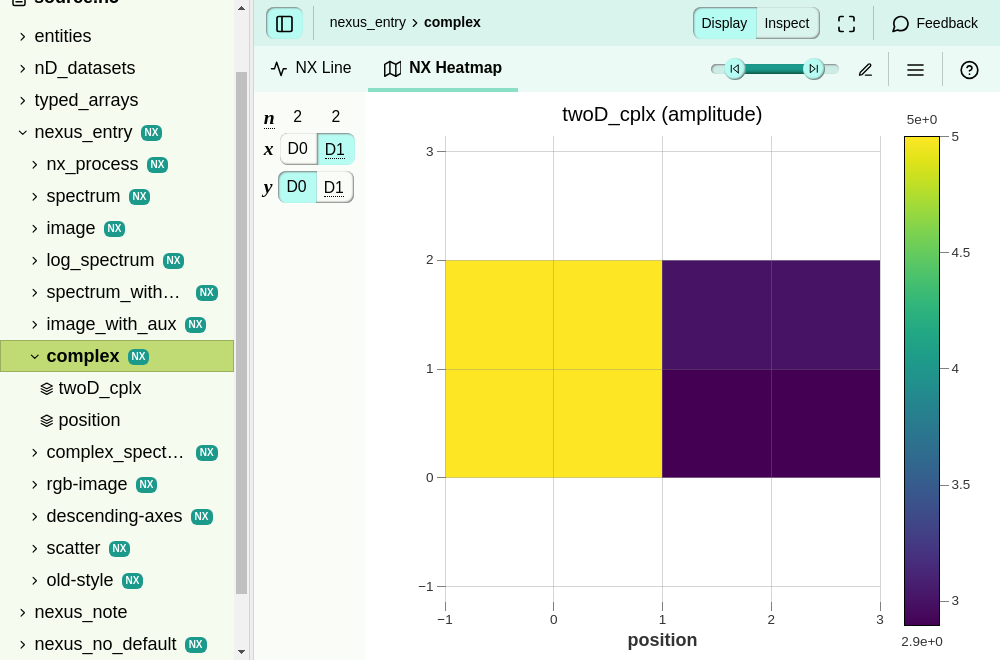 source.nc
entities
nD_datasets
typed_arrays
nexus_entry NX
nx_process NX
spectrum NX
image NX
log_spectrum NX
spectrum_with… NX
image_with_aux NX
complex NX
twoD_cplx
position
complex_spect… NX
rgb-image NX
descending-axes NX
scatter NX
old-style NX
nexus_note
nexus_no_default NX
nexus_entry › complex
Display Inspect
Feedback
NX Line NX Heatmap
n 2 2
x D0 D1
y D0 D1
twoD_cplx (amplitude)
3
2
1
0
−1
−1 0 1 2 3
position
5e+0
5
4.5
4
3.5
3
2.9e+0